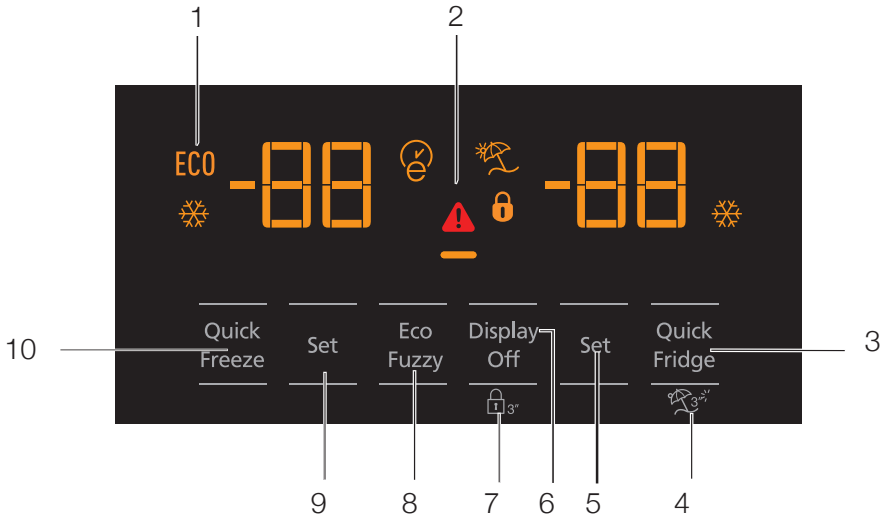 1 2
ECO -88 e -88
Quick Freeze
Set
Eco Fuzzy
Display Off
Set
Quick Fridge
10
3
3"
3"
9 8 7 6 5 4